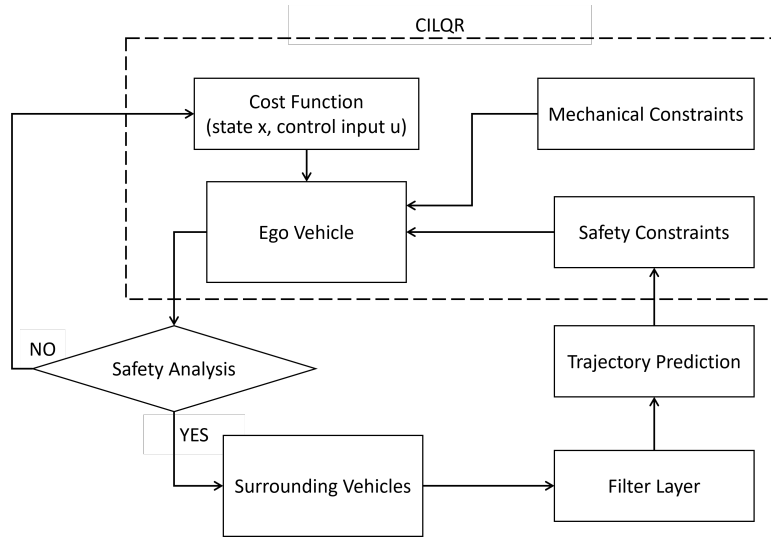 CILQR
Cost Function
(state x, control input u)
Mechanical Constraints
Ego Vehicle
Safety Constraints
NO
Safety Analysis
Trajectory Prediction
YES
Surrounding Vehicles
Filter Layer